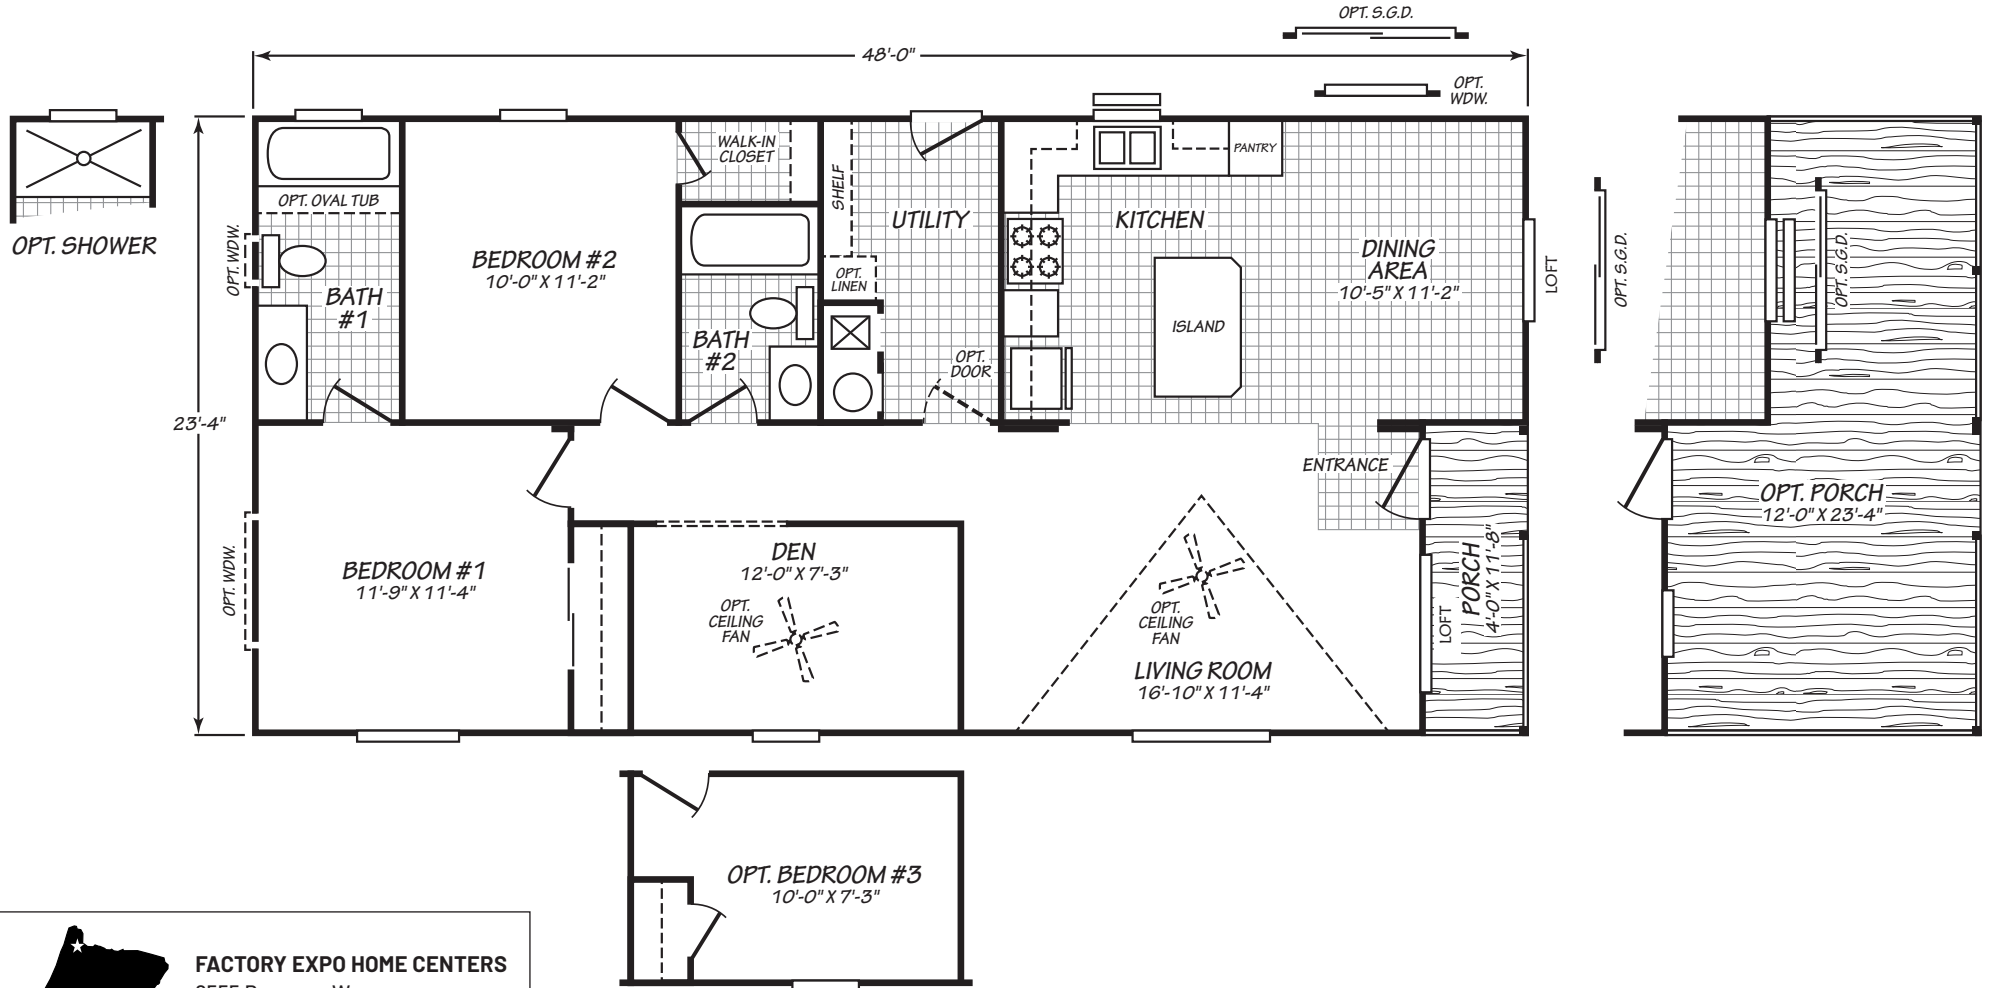 OPT. S.G.D.
48'-0"
OPT.
WDW.
OPT. SHOWER
OPT. OVAL TUB
OPT. WDW.
BATH
#1
BEDROOM #2
10'-0" X 11'-2"
WALK-IN
CLOSET
BATH
#2
SHELF
OPT.
LINEN
UTILITY
OPT.
DOOR
KITCHEN
PANTRY
ISLAND
DINING
AREA
10'-5" X 11'-2"
LOFT
OPT. S.G.D.
OPT. S.G.D.
23'-4"
ENTRANCE
OPT. PORCH
12'-0" X 23'-4"
OPT. WDW.
BEDROOM #1
11'-9" X 11'-4"
DEN
12'-0" X 7'-3"
OPT.
CEILING
FAN
OPT.
CEILING
FAN
LIVING ROOM
16'-10" X 11'-4"
LOFT
PORCH
4'-0" X 11'-8"
OPT. BEDROOM #3
10'-0" X 7'-3"
FACTORY EXPO HOME CENTERS